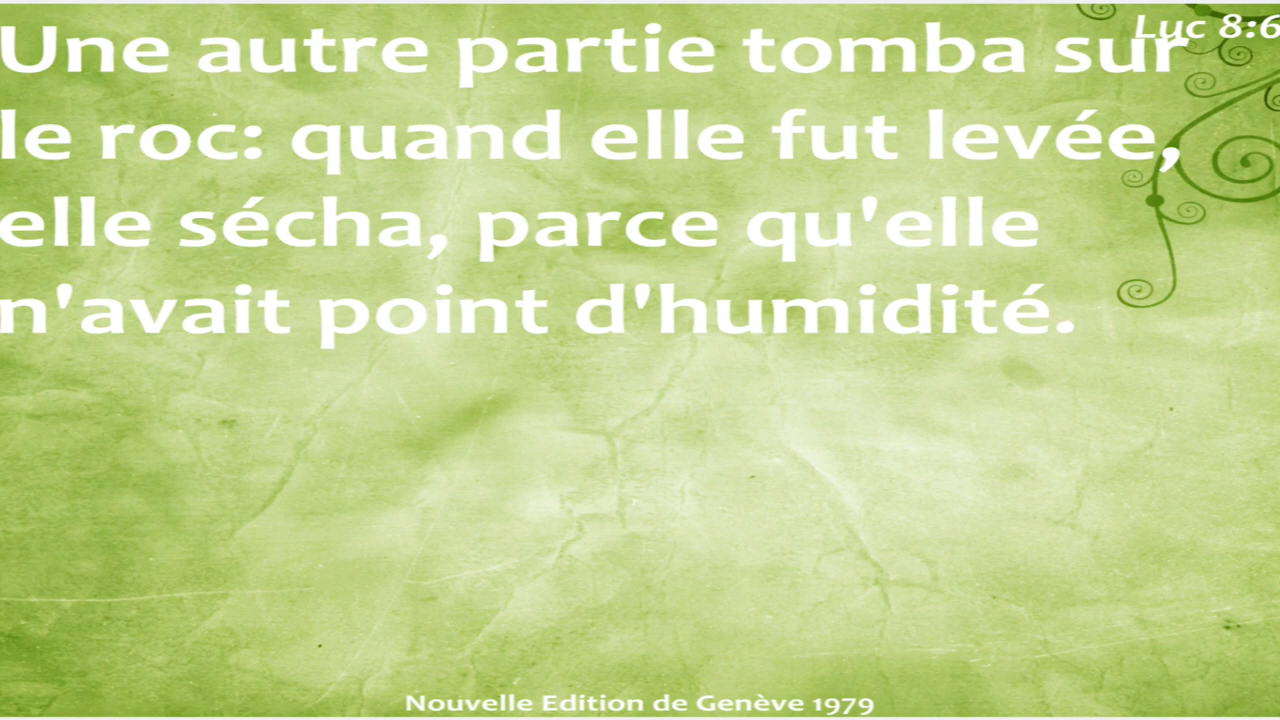 Luc 8:6
Une autre partie tomba sur
le roc: quand elle fut levée,
elle sécha, parce qu'elle
n'avait point d'humidité.
Nouvelle Edition de Genève 1979